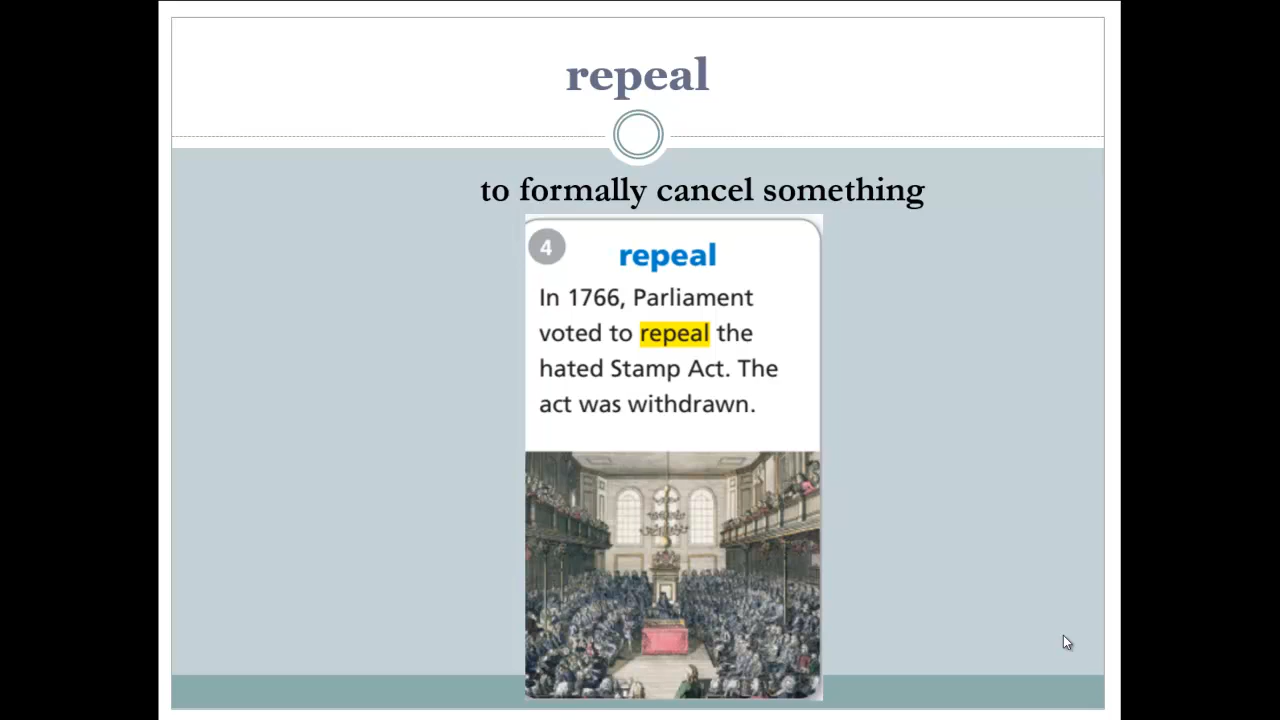 repeal
to formally cancel something
4
repeal
In 1766, Parliament
voted to repeal the
hated Stamp Act. The
act was withdrawn.